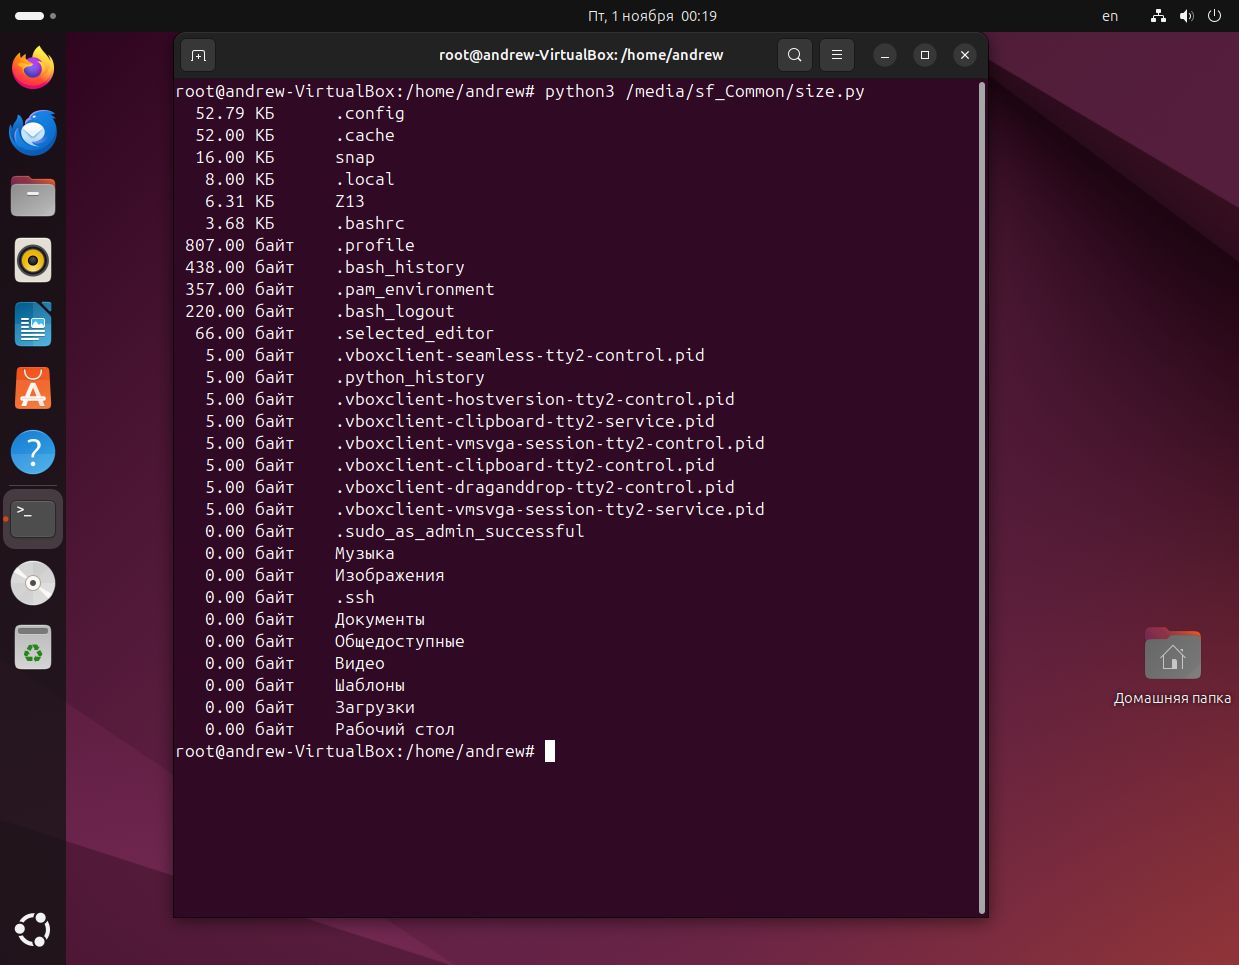 Пт, 1 ноября 00:19
en
root@andrew-VirtualBox: /home/andrew
root@andrew-VirtualBox:/home/andrew# python3 /media/sf_Common/size.py
52.79 КБ .config
52.00 КБ .cache
16.00 КБ snap
8.00 КБ .local
6.31 КБ Z13
3.68 КБ .bashrc
807.00 байт .profile
438.00 байт .bash_history
357.00 байт .pam_environment
220.00 байт .bash_logout
66.00 байт .selected_editor
5.00 байт .vboxclient-seamless-tty2-control.pid
5.00 байт .python_history
5.00 байт .vboxclient-hostversion-tty2-control.pid
5.00 байт .vboxclient-clipboard-tty2-service.pid
5.00 байт .vboxclient-vmsvga-session-tty2-control.pid
5.00 байт .vboxclient-clipboard-tty2-control.pid
5.00 байт .vboxclient-draganddrop-tty2-control.pid
5.00 байт .vboxclient-vmsvga-session-tty2-service.pid
0.00 байт .sudo_as_admin_successful
0.00 байт Музыка
0.00 байт Изображения
0.00 байт .ssh
0.00 байт Документы
0.00 байт Общедоступные
0.00 байт Видео
0.00 байт Шаблоны
0.00 байт Загрузки
0.00 байт Рабочий стол
root@andrew-VirtualBox:/home/andrew#
Домашняя папка